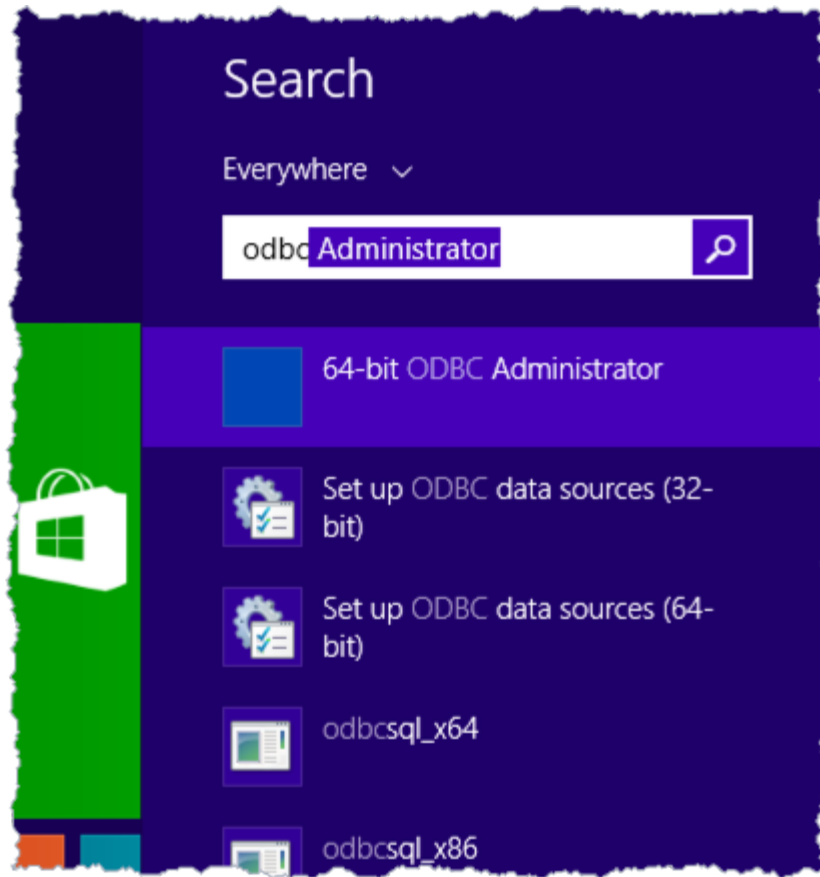 Search
Everywhere
odbc Administrator
64-bit ODBC Administrator
Set up ODBC data sources (32-
bit)
Set up ODBC data sources (64-
bit)
odbcsql_x64
odbcsql_x86